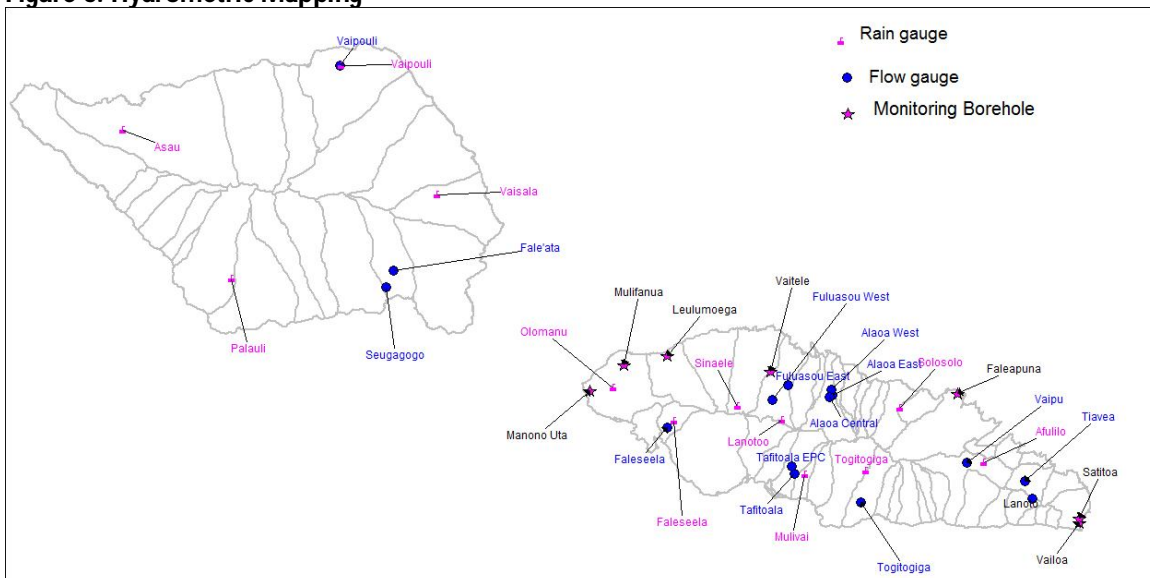 Figure 6: Hydrometric Mapping
Rain gauge
Flow gauge
Monitoring Borehole
Vaipouli
Vaipouli
Asau
Vaisala
Fale'ata
Palauli
Seugagogo
Mulifanua
Leulumoega
Vaitele
Fuluasou West
Olomanu
Sinaele
Fuluasou East
Alaoa West
Alaoa East
Bolosolo
Faleapuna
Vaipu
Tiavea
Manono Uta
Lanotoo
Alaoa Central
Afulilo
Faleseela
Tafitoala EPC
Togitogiga
Satitoa
Lanoto
Faleseela
Tafitoala
Mulivai
Togitogiga
Vailoa